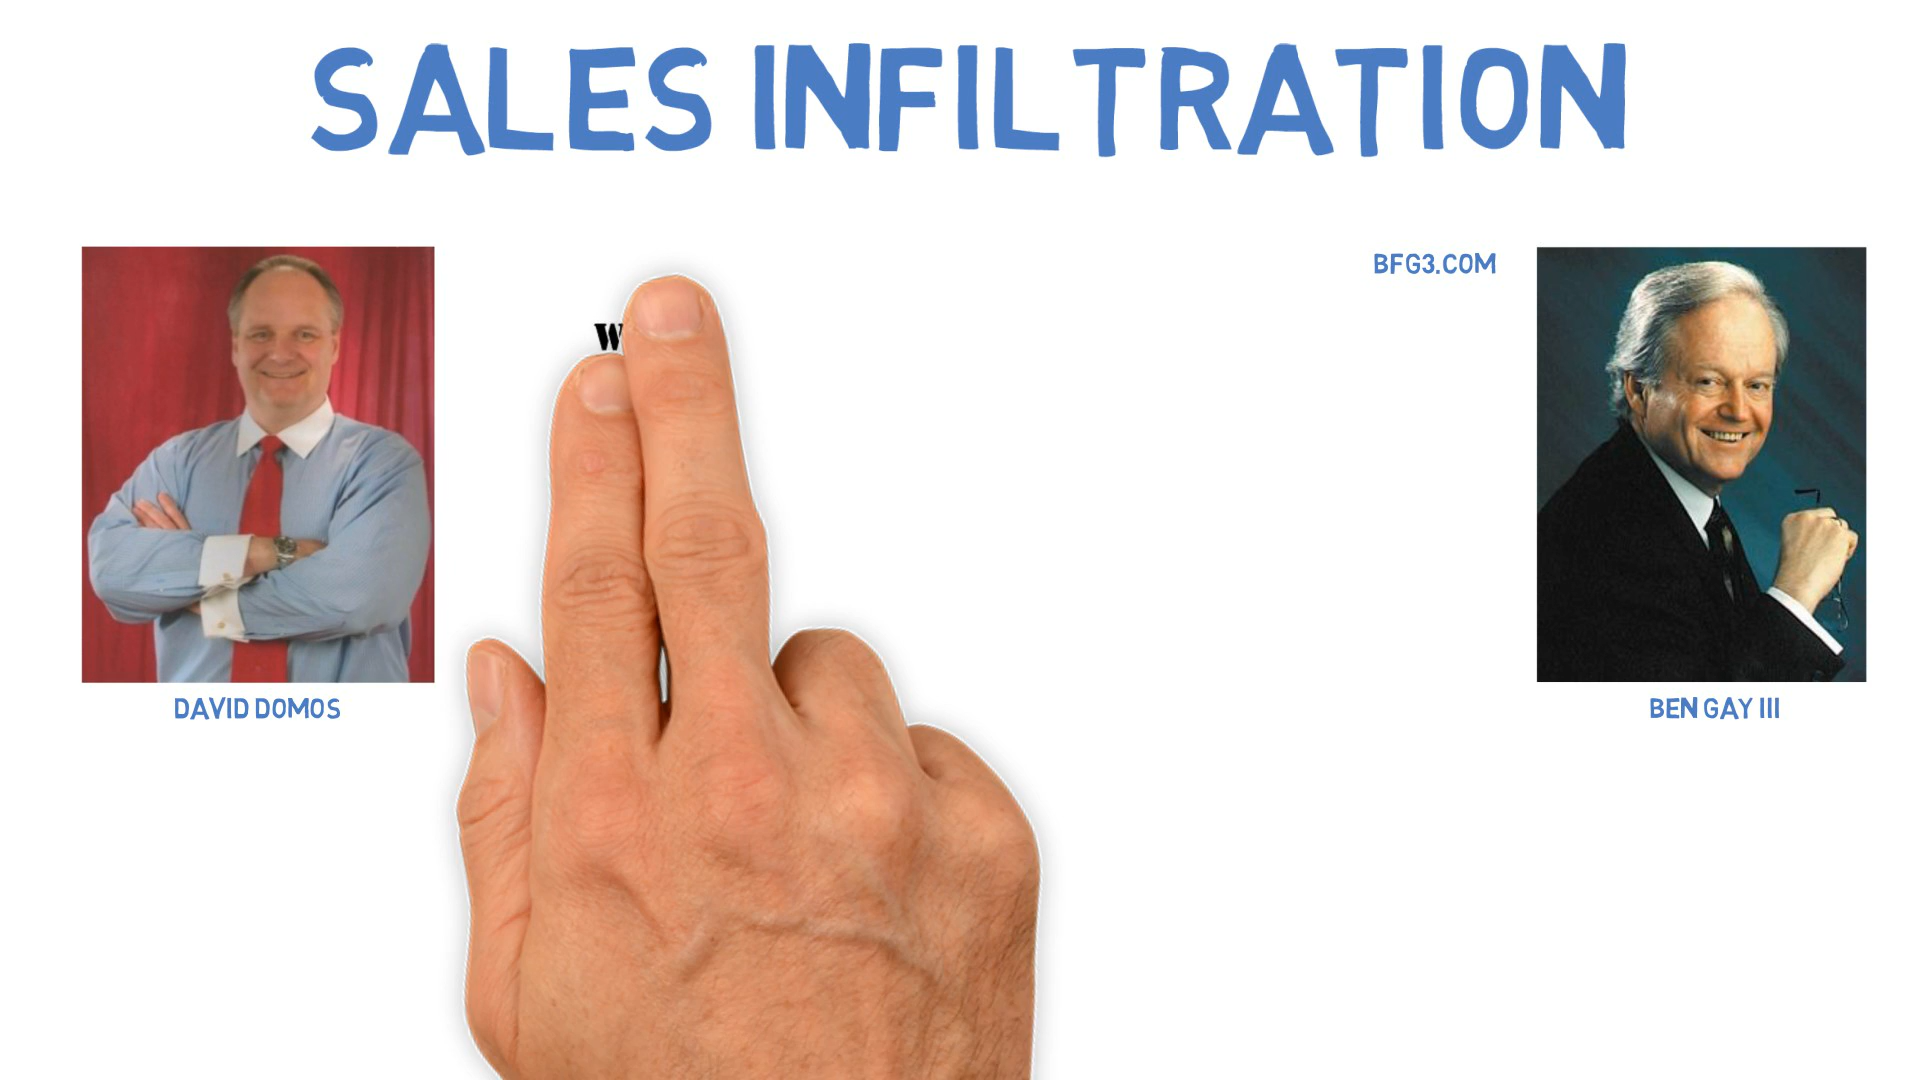 SALES INFILTRATION
BFG3.COM
W
DAVID DOMOS
BEN GAY III